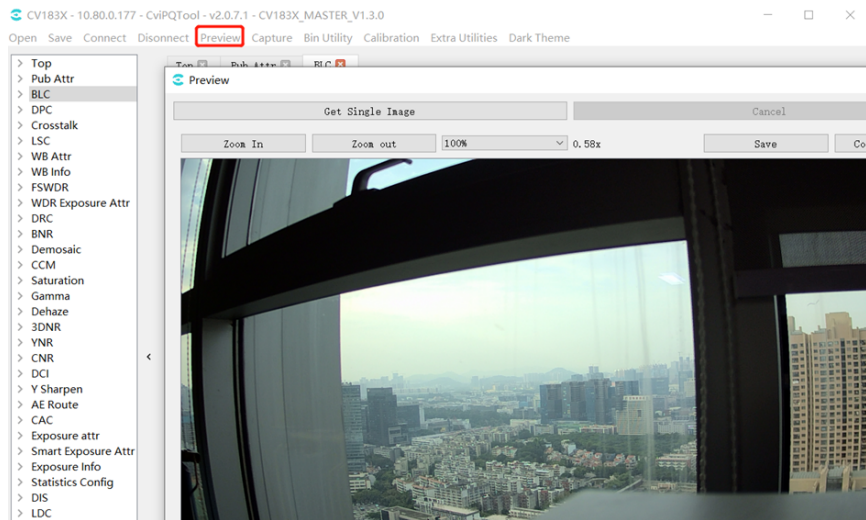 CV183X - 10.80.0.177 - CviPQTool - v2.0.7.1 - CV183X_MASTER_V1.3.0
Open Save Connect Disonnect Preview Capture Bin Utility Calibration Extra Utilities Dark Theme
Top Pub Attr BLC
Top
Pub Attr
BLC
DPC
Crosstalk
LSC
WB Attr
WB Info
FSWDR
WDR Exposure Attr
DRC
BNR
Demosaic
CCM
Saturation
Gamma
Dehaze
3DNR
YNR
CNR
DCI
Y Sharpen
AE Route
CAC
Exposure attr
Smart Exposure Attr
Exposure Info
Statistics Config
DIS
LDC
Preview
Get Single Image Cancel
Zoom In Zoom out 100% 0.58x Save Co